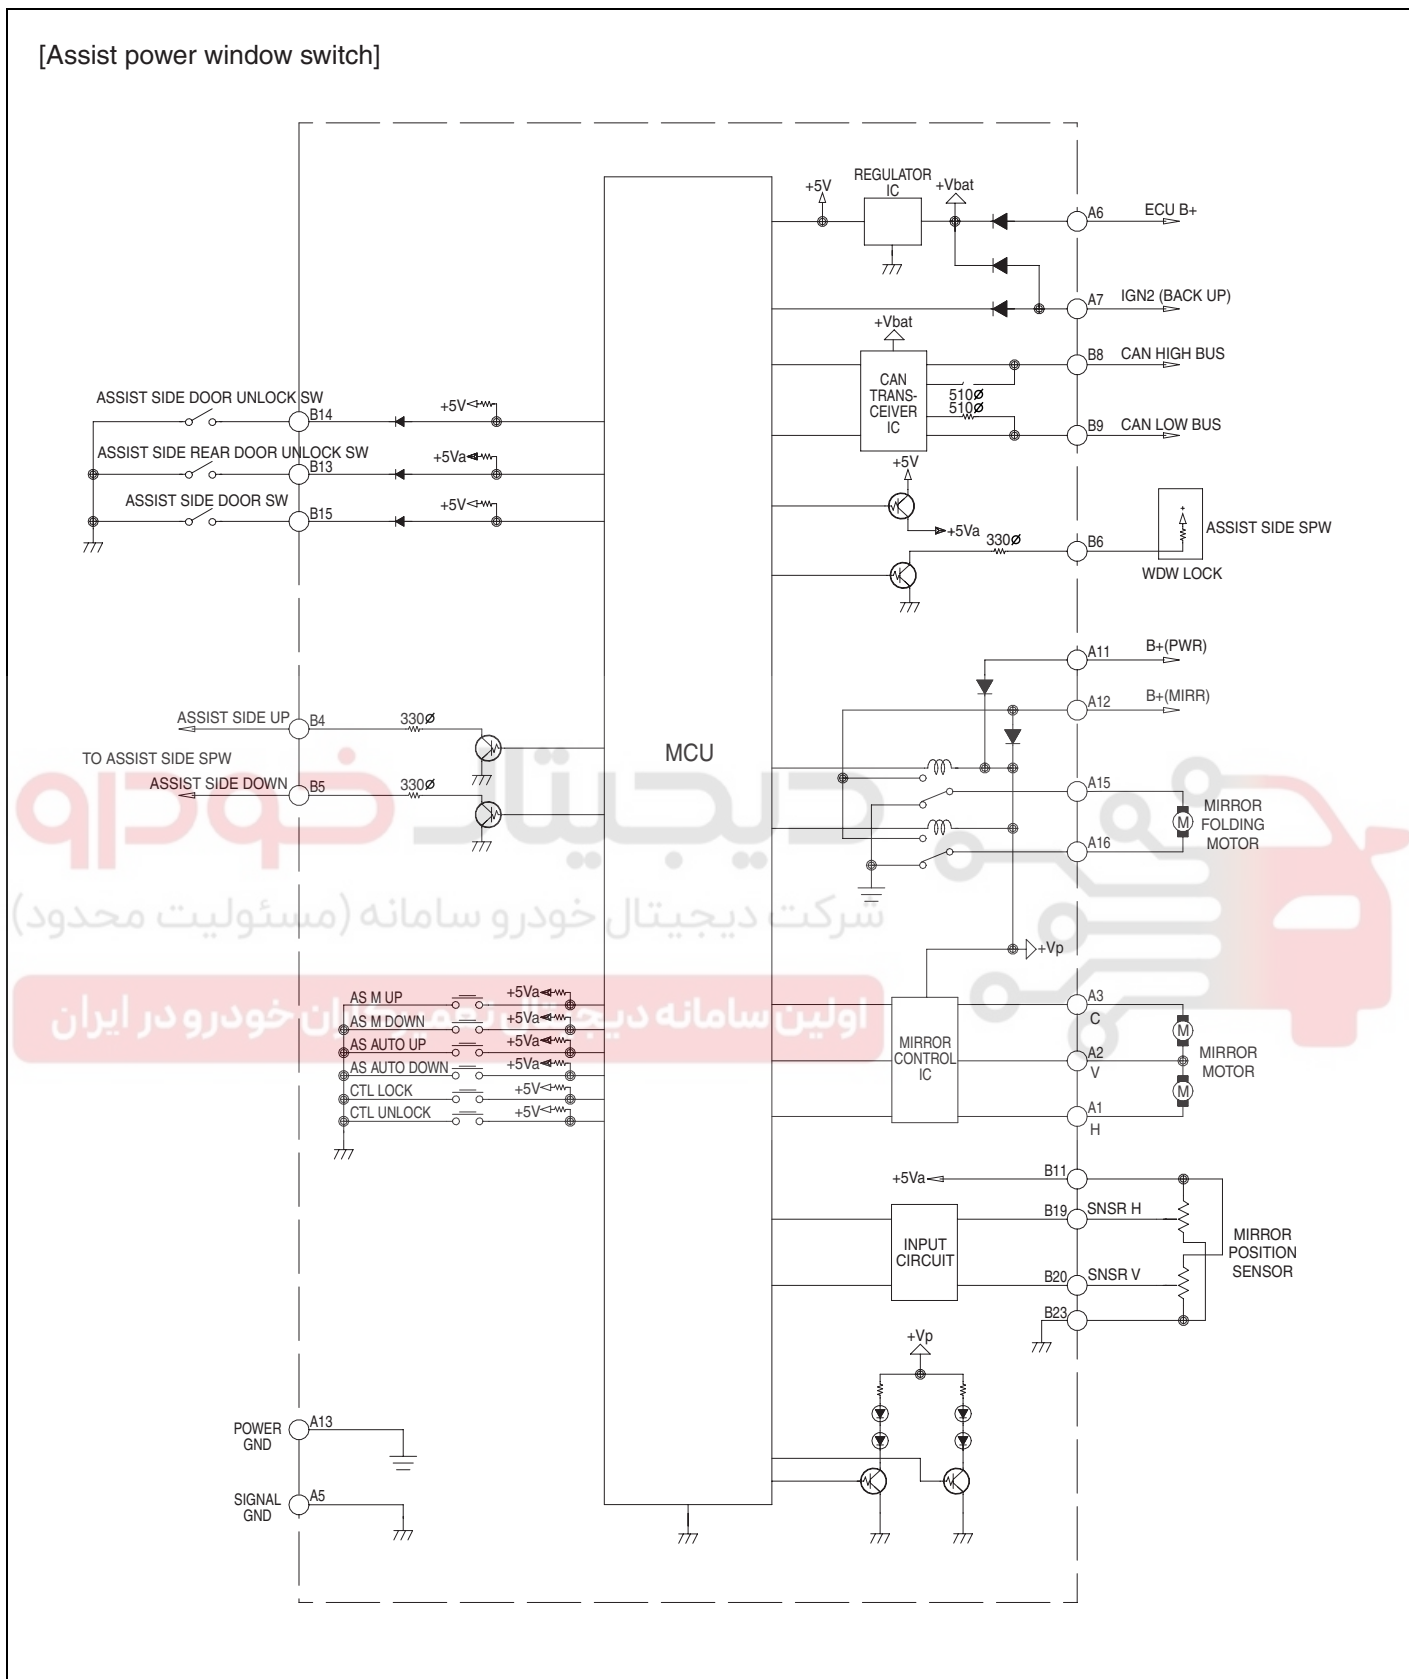 [Assist power window switch]
REGULATOR
IC
+5V
+Vbat
A6
ECU B+
A7
IGN2 (BACK UP)
+Vbat
B8
CAN HIGH BUS
CAN
TRANS-
CEIVER
IC
510Ø
510Ø
B9
CAN LOW BUS
ASSIST SIDE DOOR UNLOCK SW
B14
+5V
ASSIST SIDE REAR DOOR UNLOCK SW
B13
+5Va
ASSIST SIDE DOOR SW
B15
+5V
+5V
+5Va
330Ø
B6
+
ASSIST SIDE SPW
WDW LOCK
A11
B+(PWR)
A12
B+(MIRR)
ASSIST SIDE UP
B4
330Ø
TO ASSIST SIDE SPW
ASSIST SIDE DOWN
B5
330Ø
MCU
A15
M
MIRROR
FOLDING
MOTOR
A16
دیجیتال خودرو
شرکت دیجیتال خودرو سامانه (مسئولیت محدود)
اولین سامانه دیجیتال تعمیرکاران خودرو در ایران
+Vp
AS M UP
+5Va
AS M DOWN
+5Va
AS AUTO UP
+5Va
AS AUTO DOWN
+5Va
CTL LOCK
+5V
CTL UNLOCK
+5V
MIRROR
CONTROL
IC
A3
C
M
A2
V
MIRROR
MOTOR
M
A1
H
+5Va
B11
B19
SNSR H
INPUT
CIRCUIT
MIRROR
POSITION
SENSOR
B20
SNSR V
B23
+Vp
POWER
GND
A13
SIGNAL
GND
A5